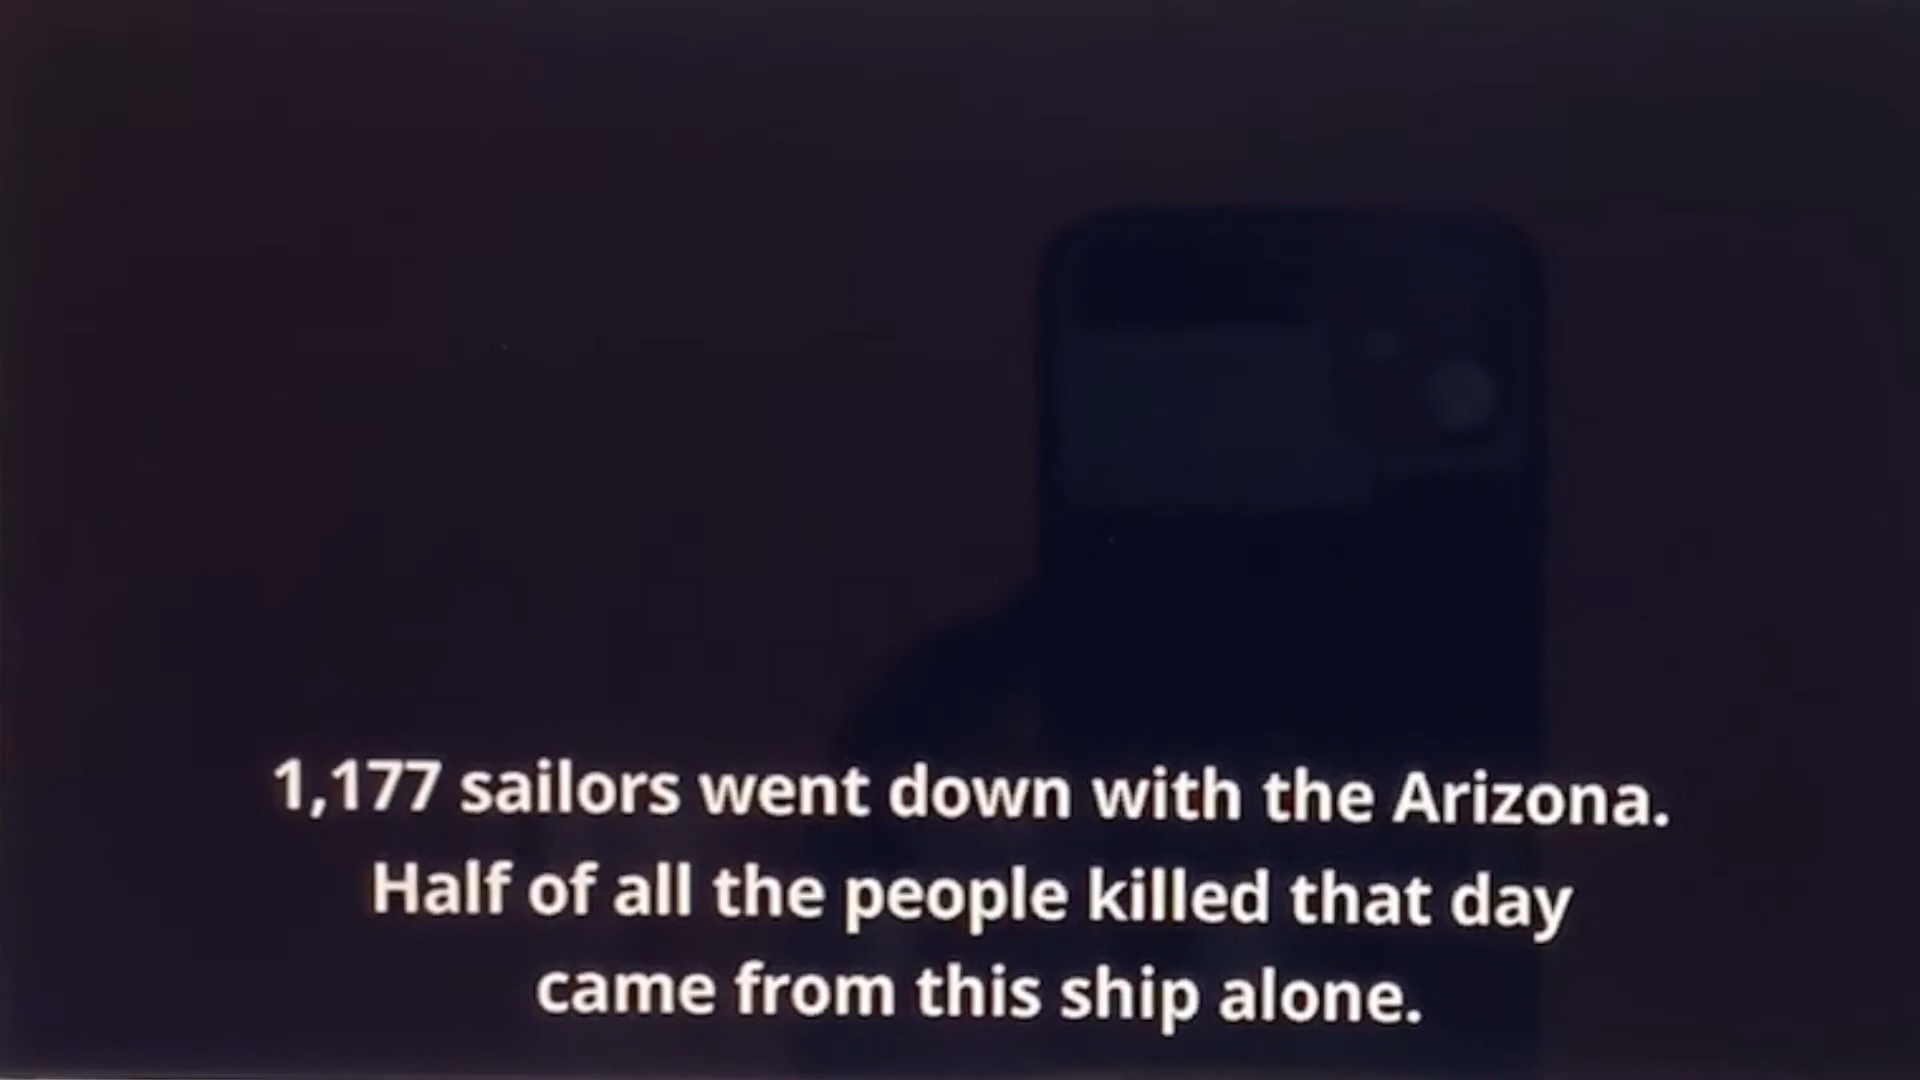 1,177 sailors went down with the Arizona.
Half of all the people killed that day
came from this ship alone.